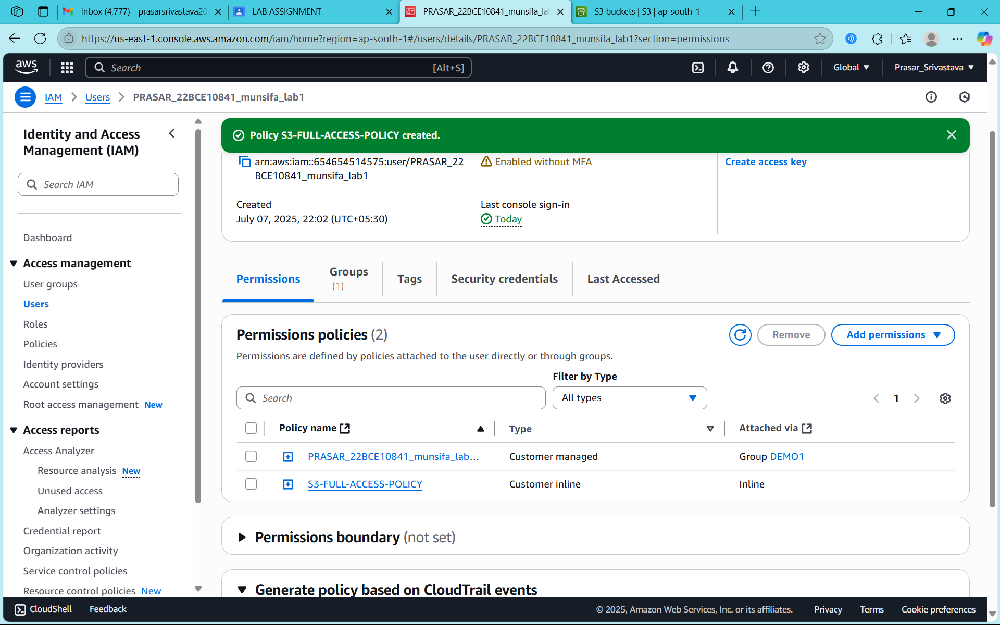 Inbox (4,777) - prasarsrivastava20
LAB ASSIGNMENT
PRASAR_22BCE10841_munsifa_lab
S3 buckets | S3 | ap-south-1
https://us-east-1.console.aws.amazon.com/iam/home?region=ap-south-1#/users/details/PRASAR_22BCE10841_munsifa_lab1?section=permissions
aws
Search
[Alt+S]
Global
Prasar_Srivastava
IAM
Users
PRASAR_22BCE10841_munsifa_lab1
Identity and Access
Management (IAM)
Search IAM
Dashboard
Access management
User groups
Users
Roles
Policies
Identity providers
Account settings
Root access management New
Access reports
Access Analyzer
Resource analysis New
Unused access
Analyzer settings
Credential report
Organization activity
Service control policies
Resource control policies New
Policy S3-FULL-ACCESS-POLICY created.
arn:aws:iam::654654514575:user/PRASAR_22
BCE10841_munsifa_lab1
Enabled without MFA
Create access key
Created
July 07, 2025, 22:02 (UTC+05:30)
Last console sign-in
Today
Permissions
Groups
(1)
Tags
Security credentials
Last Accessed
Permissions policies (2)
Remove
Add permissions
Permissions are defined by policies attached to the user directly or through groups.
Filter by Type
Search
All types
1
Policy name
Type
Attached via
PRASAR_22BCE10841_munsifa_lab...
Customer managed
Group DEMO1
S3-FULL-ACCESS-POLICY
Customer inline
Inline
Permissions boundary (not set)
Generate policy based on CloudTrail events
CloudShell
Feedback
© 2025, Amazon Web Services, Inc. or its affiliates.
Privacy
Terms
Cookie preferences